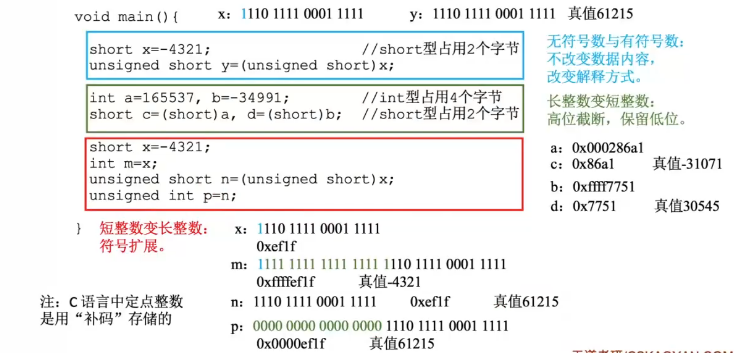 void main(){
x：1110 1111 0001 1111
y：1110 1111 0001 1111 真值61215
short x=-4321; //short型占用2个字节
unsigned short y=(unsigned short)x;
无符号数与有符号数：
不改变数据内容，
改变解释方式。
int a=165537, b=-34991; //int型占用4个字节
short c=(short)a, d=(short)b; //short型占用2个字节
长整数变短整数：
高位截断，保留低位。
short x=-4321;
int m=x;
unsigned short n=(unsigned short)x;
unsigned int p=n;
a：0x000286a1
c：0x86a1 真值-31071
b：0xffff7751
d：0x7751 真值30545
}
短整数变长整数：
符号扩展。
x：1110 1111 0001 1111
0xef1f
m：1111 1111 1111 1111 1110 1111 0001 1111
0xffffef1f 真值-4321
注：C 语言中定点整数
是用“补码”存储的
n：1110 1111 0001 1111 0xef1f 真值61215
p：0000 0000 0000 0000 1110 1111 0001 1111
0x0000ef1f 真值61215